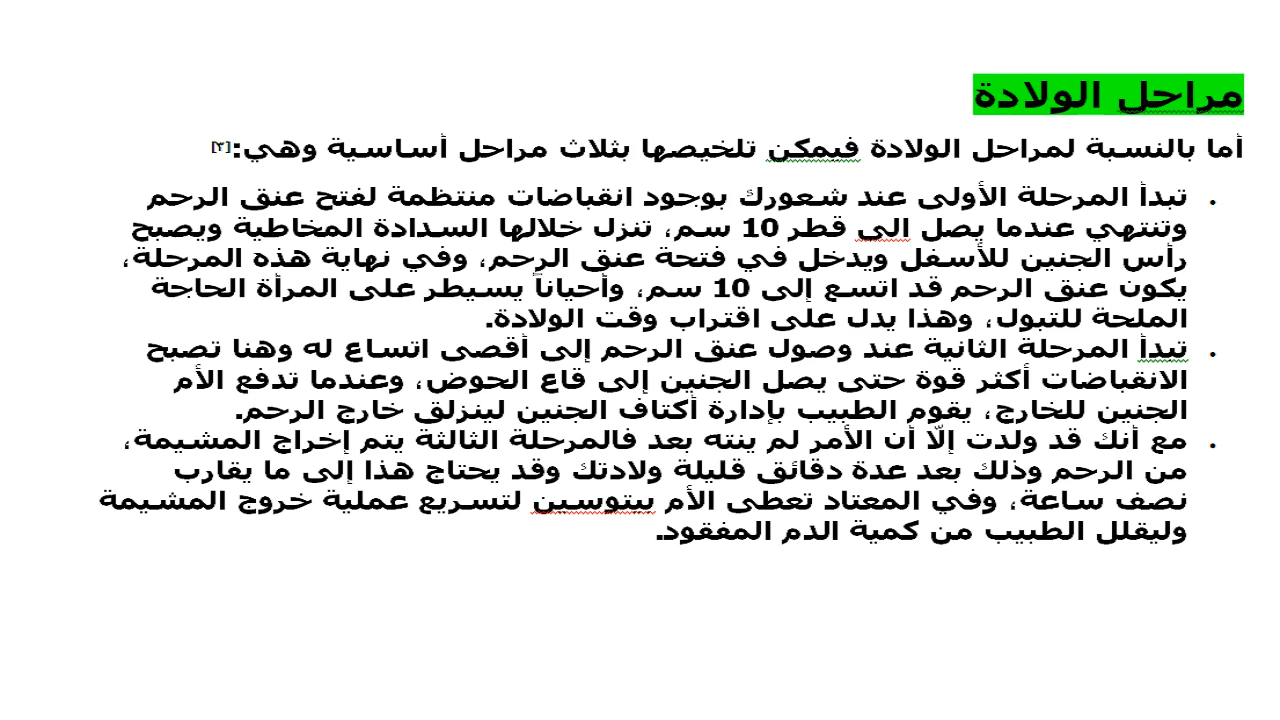 مراحل الولادة
أما بالنسبة لمراحل الولادة فيمكن تلخيصها بثلاث مراحل أساسية وهي:[٣]
• تبدأ المرحلة الأولى عند شعورك بوجود انقباضات منتظمة لفتح عنق الرحم
وتنتهي عندما يصل الى قطر 10 سم، تنزل خلالها السدادة المخاطية ويصبح
رأس الجنين للأسفل ويدخل في فتحة عنق الرحم، وفي نهاية هذه المرحلة،
يكون عنق الرحم قد اتسع إلى 10 سم، وأحياناً يسيطر على المرأة الحاجة
الملحة للتبول، وهذا يدل على اقتراب وقت الولادة.
• تبدأ المرحلة الثانية عند وصول عنق الرحم إلى أقصى اتساع له وهنا تصبح
الانقباضات أكثر قوة حتى يصل الجنين إلى قاع الحوض، وعندما تدفع الأم
الجنين للخارج، يقوم الطبيب بإدارة أكتاف الجنين لينزلق خارج الرحم.
• مع أنك قد ولدت إلّا أن الأمر لم ينته بعد فالمرحلة الثالثة يتم إخراج المشيمة،
من الرحم وذلك بعد عدة دقائق قليلة ولادتك وقد يحتاج هذا إلى ما يقارب
نصف ساعة، وفي المعتاد تعطى الأم بيتوسين لتسريع عملية خروج المشيمة
وليقلل الطبيب من كمية الدم المفقود.